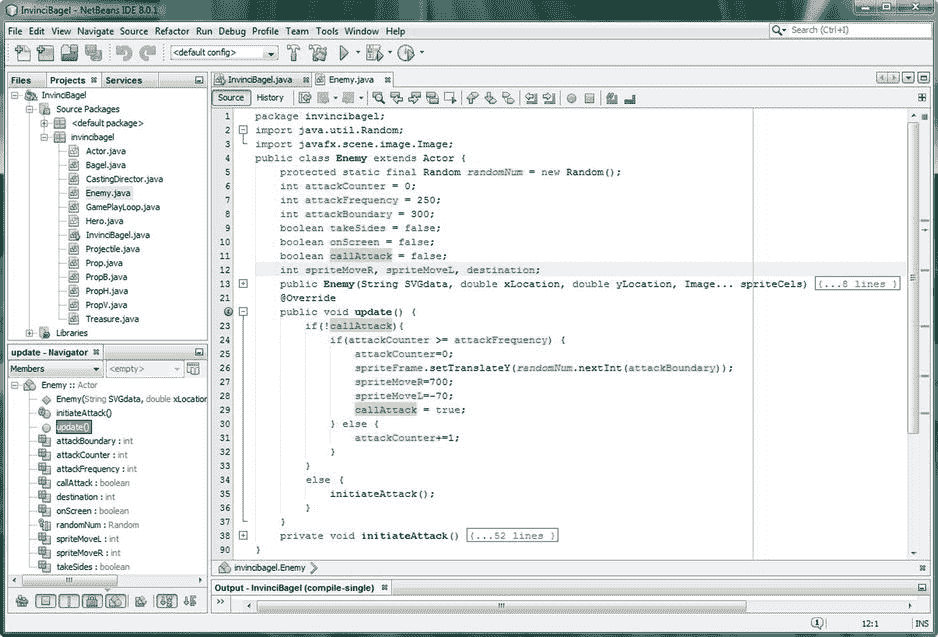 InvinciBagel - NetBeans IDE 8.0.1
File Edit View Navigate Source Refactor Run Debug Profile Team Tools Window Help
Search (Ctrl+I)
<default config>
Files Projects Services
InvinciBagel
Source Packages
<default package>
invincibagel
Actor.java
Bagel.java
CastingDirector.java
Enemy.java
GamePlayLoop.java
Hero.java
InvinciBagel.java
Projectile.java
Prop.java
PropB.java
PropH.java
PropV.java
Treasure.java
Libraries
update - Navigator
Members <empty>
Enemy :: Actor
Enemy(String SVGdata, double xLocation
initiateAttack()
update()
attackBoundary : int
attackCounter : int
attackFrequency : int
callAttack : boolean
destination : int
onScreen : boolean
randomNum : Random
spriteMoveL : int
spriteMoveR : int
takeSides : boolean
InvinciBagel.java Enemy.java
Source History
1 package invincibagel;
2 import java.util.Random;
3 import javafx.scene.image.Image;
4 public class Enemy extends Actor {
5 protected static final Random randomNum = new Random();
6 int attackCounter = 0;
7 int attackFrequency = 250;
8 int attackBoundary = 300;
9 boolean takeSides = false;
10 boolean onScreen = false;
11 boolean callAttack = false;
12 int spriteMoveR, spriteMoveL, destination;
13 public Enemy(String SVGdata, double xLocation, double yLocation, Image... spriteCels) {...8 lines }
21 @Override
public void update() {
23 if(!callAttack){
24 if(attackCounter >= attackFrequency) {
25 attackCounter=0;
26 spriteFrame.setTranslateY(randomNum.nextInt(attackBoundary));
27 spriteMoveR=700;
28 spriteMoveL=-70;
29 callAttack = true;
30 } else {
31 attackCounter+=1;
32 }
33 }
34 else {
35 initiateAttack();
36 }
37 }
38 private void initiateAttack() {...52 lines }
90 }
invincibagel.Enemy
Output - InvinciBagel (compile-single)
12:1 INS